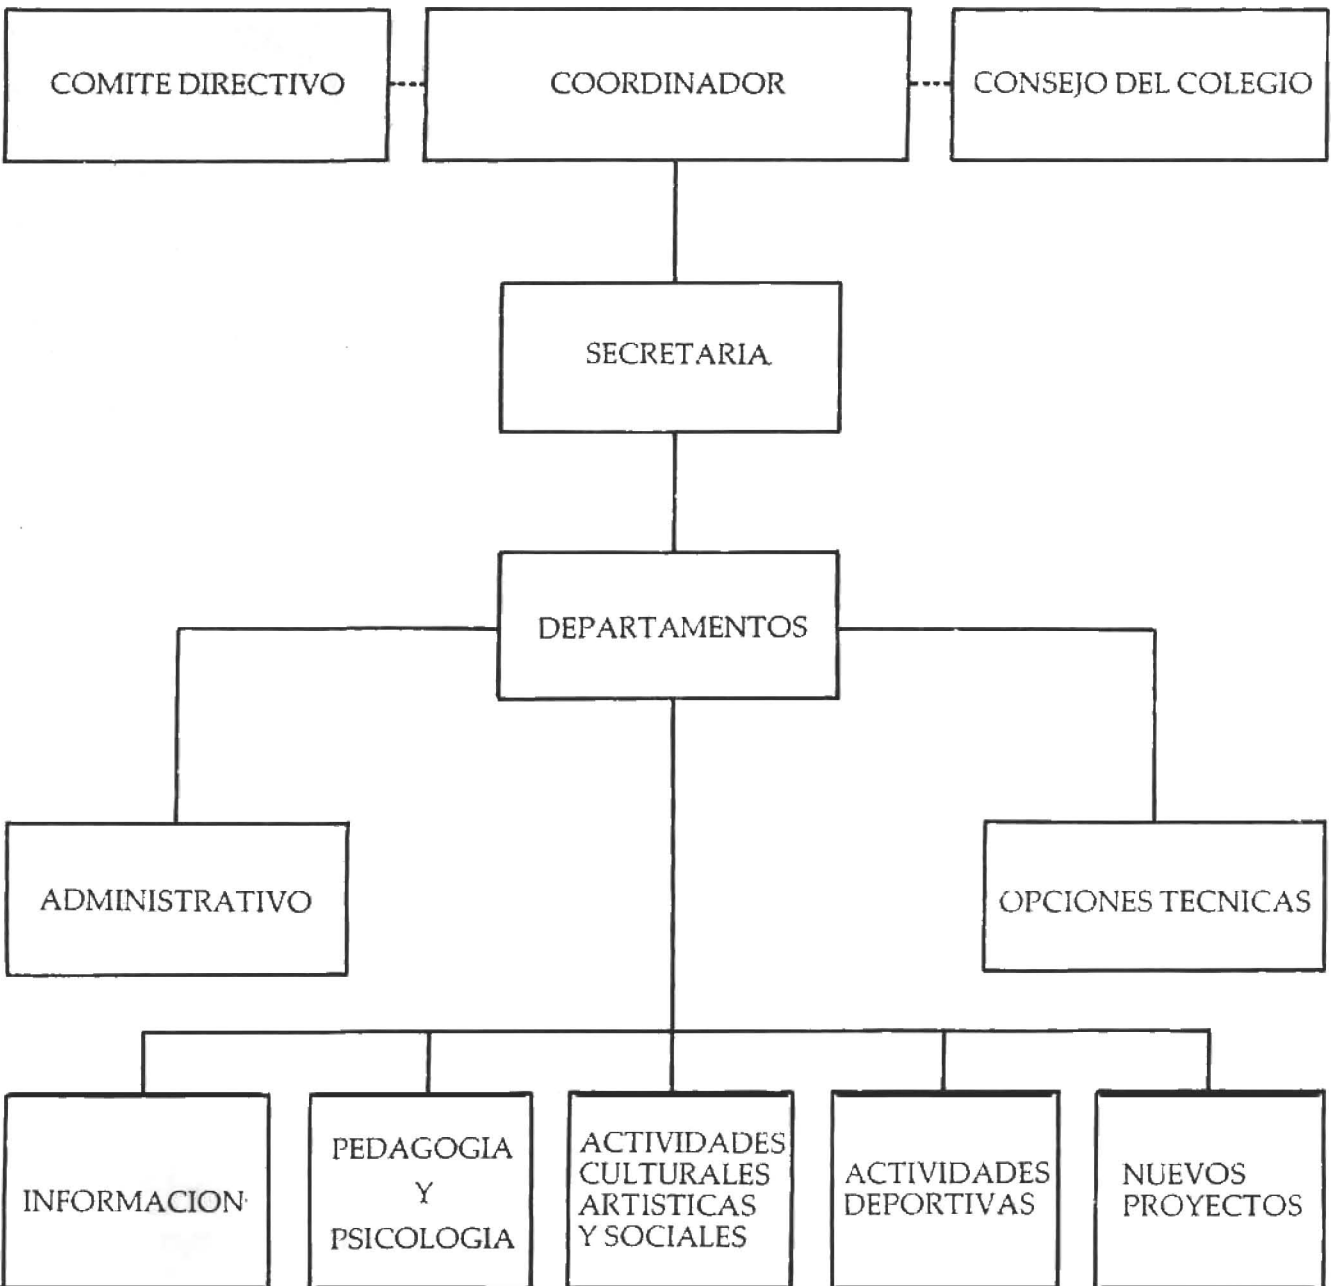 COMITE DIRECTIVO
COORDINADOR
CONSEJO DEL COLEGIO
SECRETARIA
DEPARTAMENTOS
ADMINISTRATIVO
OPCIONES TECNICAS
INFORMACION
PEDAGOGIA
Y
PSICOLOGIA
ACTIVIDADES
CULTURALES
ARTISTICAS
Y SOCIALES
ACTIVIDADES
DEPORTIVAS
NUEVOS
PROYECTOS